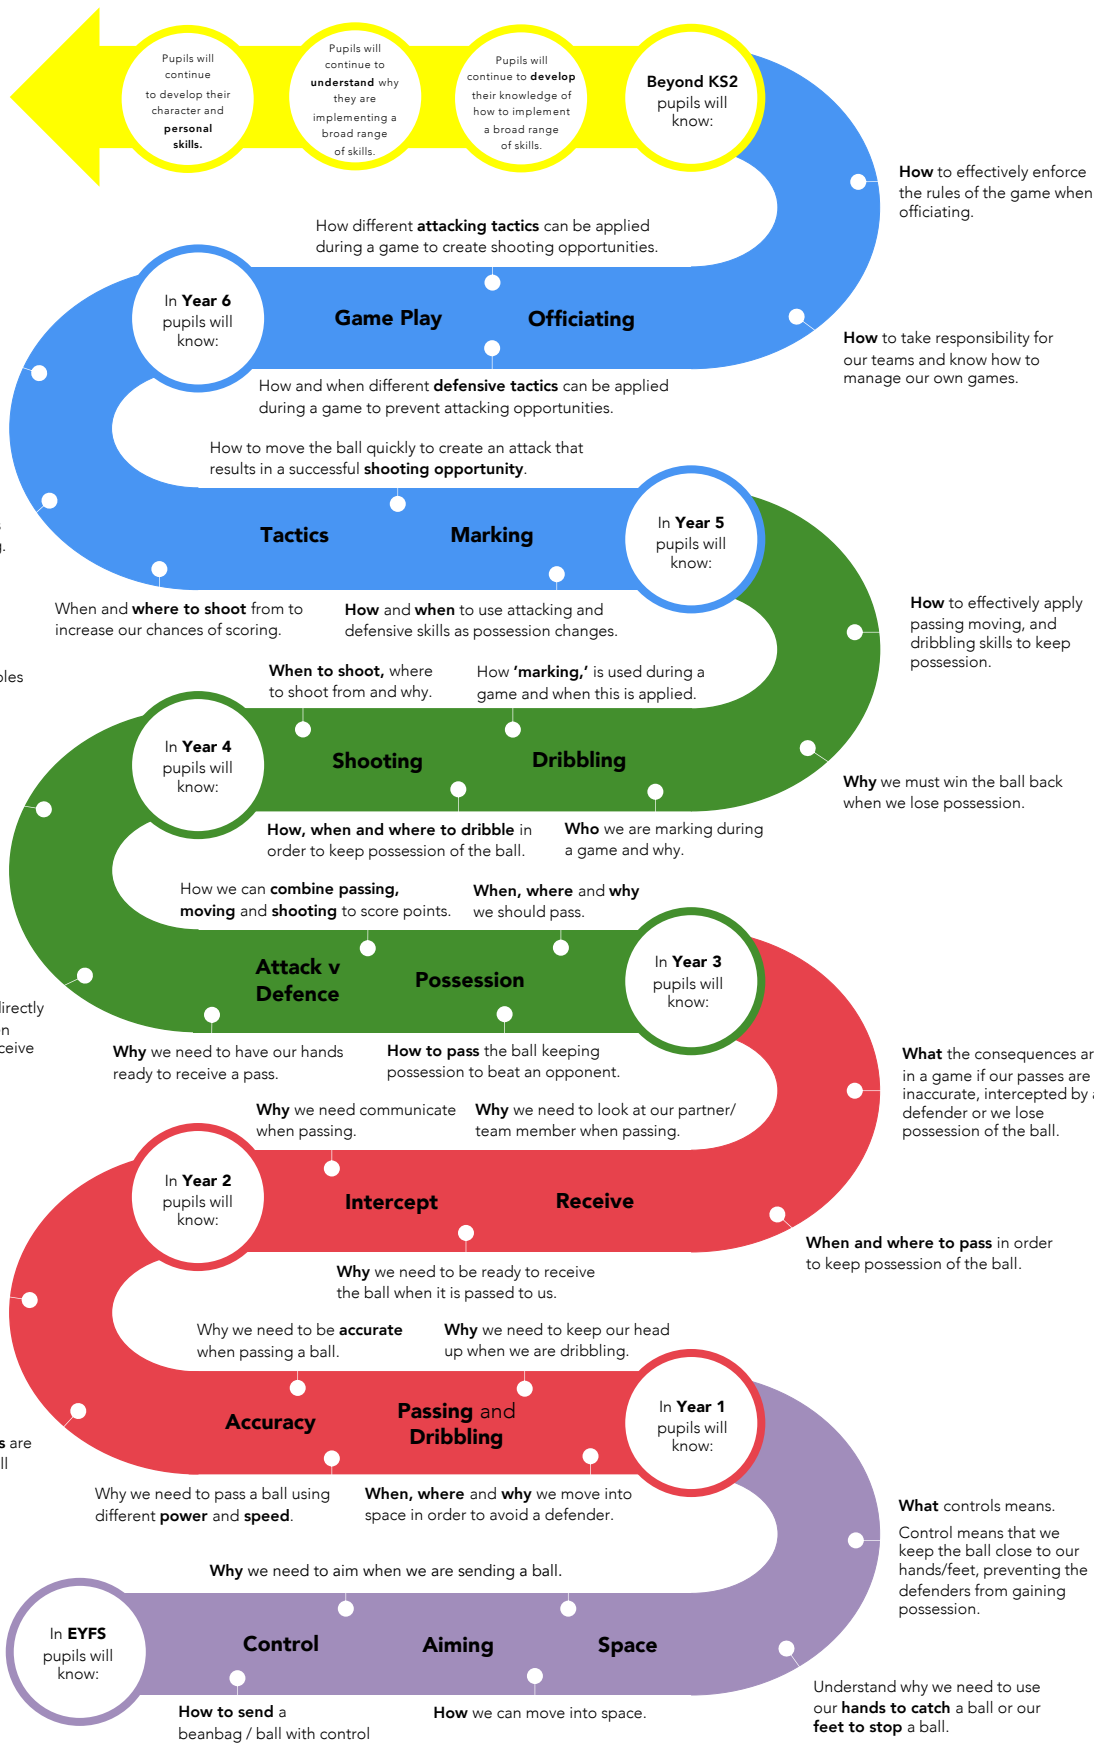 Pupils will
continue
to develop their
character and
personal
skills.
Pupils will
continue to
understand why
they are
implementing a
broad range
of skills.
Pupils will
continue to develop
their knowledge of
how to implement
a broad range
of skills.
Beyond KS2
pupils will
know:
How to effectively enforce
the rules of the game when
officiating.
How different attacking tactics can be applied
during a game to create shooting opportunities.
In Year 6
pupils will
know:
Game Play
Officiating
How to take responsibility for
our teams and know how to
manage our own games.
How and when different defensive tactics can be applied
during a game to prevent attacking opportunities.
How to move the ball quickly to create an attack that
results in a successful shooting opportunity.
Tactics
Marking
In Year 5
pupils will
know:
When and where to shoot from to
increase our chances of scoring.
How and when to use attacking and
defensive skills as possession changes.
How to effectively apply
passing moving, and
dribbling skills to keep
possession.
When to shoot, where
to shoot from and why.
How ‘marking,’ is used during a
game and when this is applied.
In Year 4
pupils will
know:
Shooting
Dribbling
Why we must win the ball back
when we lose possession.
How, when and where to dribble in
order to keep possession of the ball.
Who we are marking during
a game and why.
How we can combine passing,
moving and shooting to score points.
When, where and why
we should pass.
Attack v
Defence
Possession
In Year 3
pupils will
know:
Why we need to have our hands
ready to receive a pass.
How to pass the ball keeping
possession to beat an opponent.
What the consequences
in a game if our passes are
inaccurate, intercepted by
defender or we lose
possession of the ball.
Why we need communicate
when passing.
Why we need to look at our partner/
team member when passing.
In Year 2
pupils will
know:
Intercept
Receive
When and where to pass in order
to keep possession of the ball.
Why we need to be ready to receive
the ball when it is passed to us.
Why we need to be accurate
when passing a ball.
Why we need to keep our head
up when we are dribbling.
Accuracy
Passing and
Dribbling
In Year 1
pupils will
know:
are
Why we need to pass a ball using
different power and speed.
When, where and why we move into
space in order to avoid a defender.
What controls means.
Control means that we
keep the ball close to our
hands/feet, preventing the
defenders from gaining
possession.
Why we need to aim when we are sending a ball.
In EYFS
pupils will
know:
Control
Aiming
Space
How to send a
beanbag / ball with control
How we can move into space.
Understand why we need to use
our hands to catch a ball or our
feet to stop a ball.